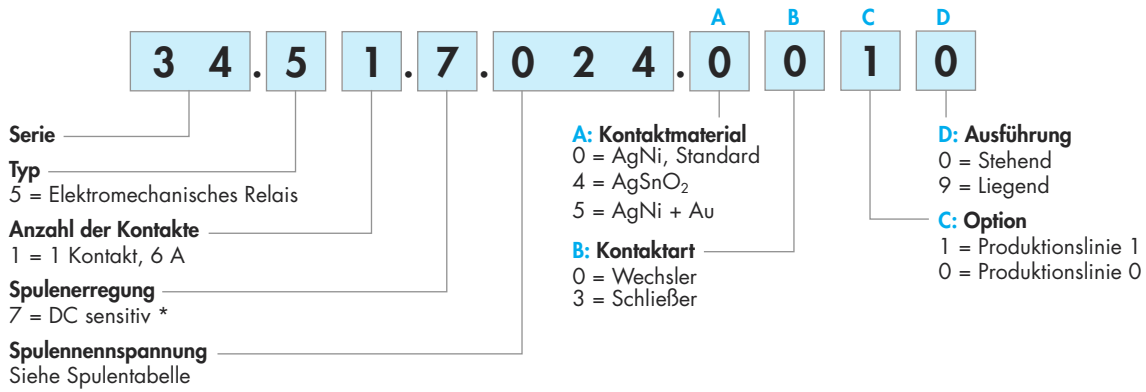 A B C D
3 4 . 5 1 . 7 . 0 2 4 . 0 0 1 0
Serie
Typ
5 = Elektromechanisches Relais
Anzahl der Kontakte
1 = 1 Kontakt, 6 A
Spulenerregung
7 = DC sensitiv *
Spulennennspannung
Siehe Spulentabelle
A: Kontaktmaterial
0 = AgNi, Standard
4 = AgSnO₂
5 = AgNi + Au
B: Kontaktart
0 = Wechsler
3 = Schließer
D: Ausführung
0 = Stehend
9 = Liegend
C: Option
1 = Produktionslinie 1
0 = Produktionslinie 0